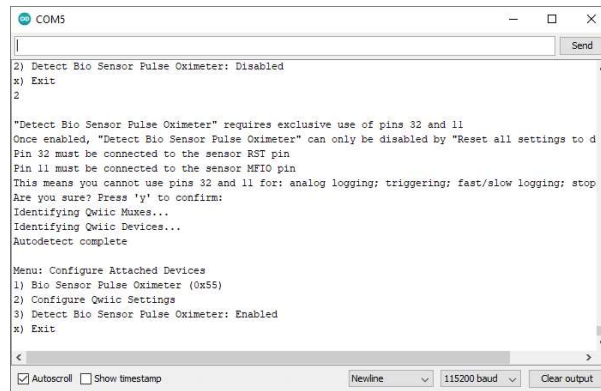 COM5
Send
2) Detect Bio Sensor Pulse Oximeter: Disabled
x) Exit
2
"Detect Bio Sensor Pulse Oximeter" requires exclusive use of pins 32 and 11
Once enabled, "Detect Bio Sensor Pulse Oximeter" can only be disabled by "Reset all settings to d
Pin 32 must be connected to the sensor RST pin
Pin 11 must be connected to the sensor MFIO pin
This means you cannot use pins 32 and 11 for: analog logging; triggering; fast/slow logging; stop
Are you sure? Press 'y' to confirm:
Identifying Qwiic Muxes...
Identifying Qwiic Devices...
Autodetect complete
Menu: Configure Attached Devices
1) Bio Sensor Pulse Oximeter (0x55)
2) Configure Qwiic Settings
3) Detect Bio Sensor Pulse Oximeter: Enabled
x) Exit
Autoscroll Show timestamp Newline 115200 baud Clear output